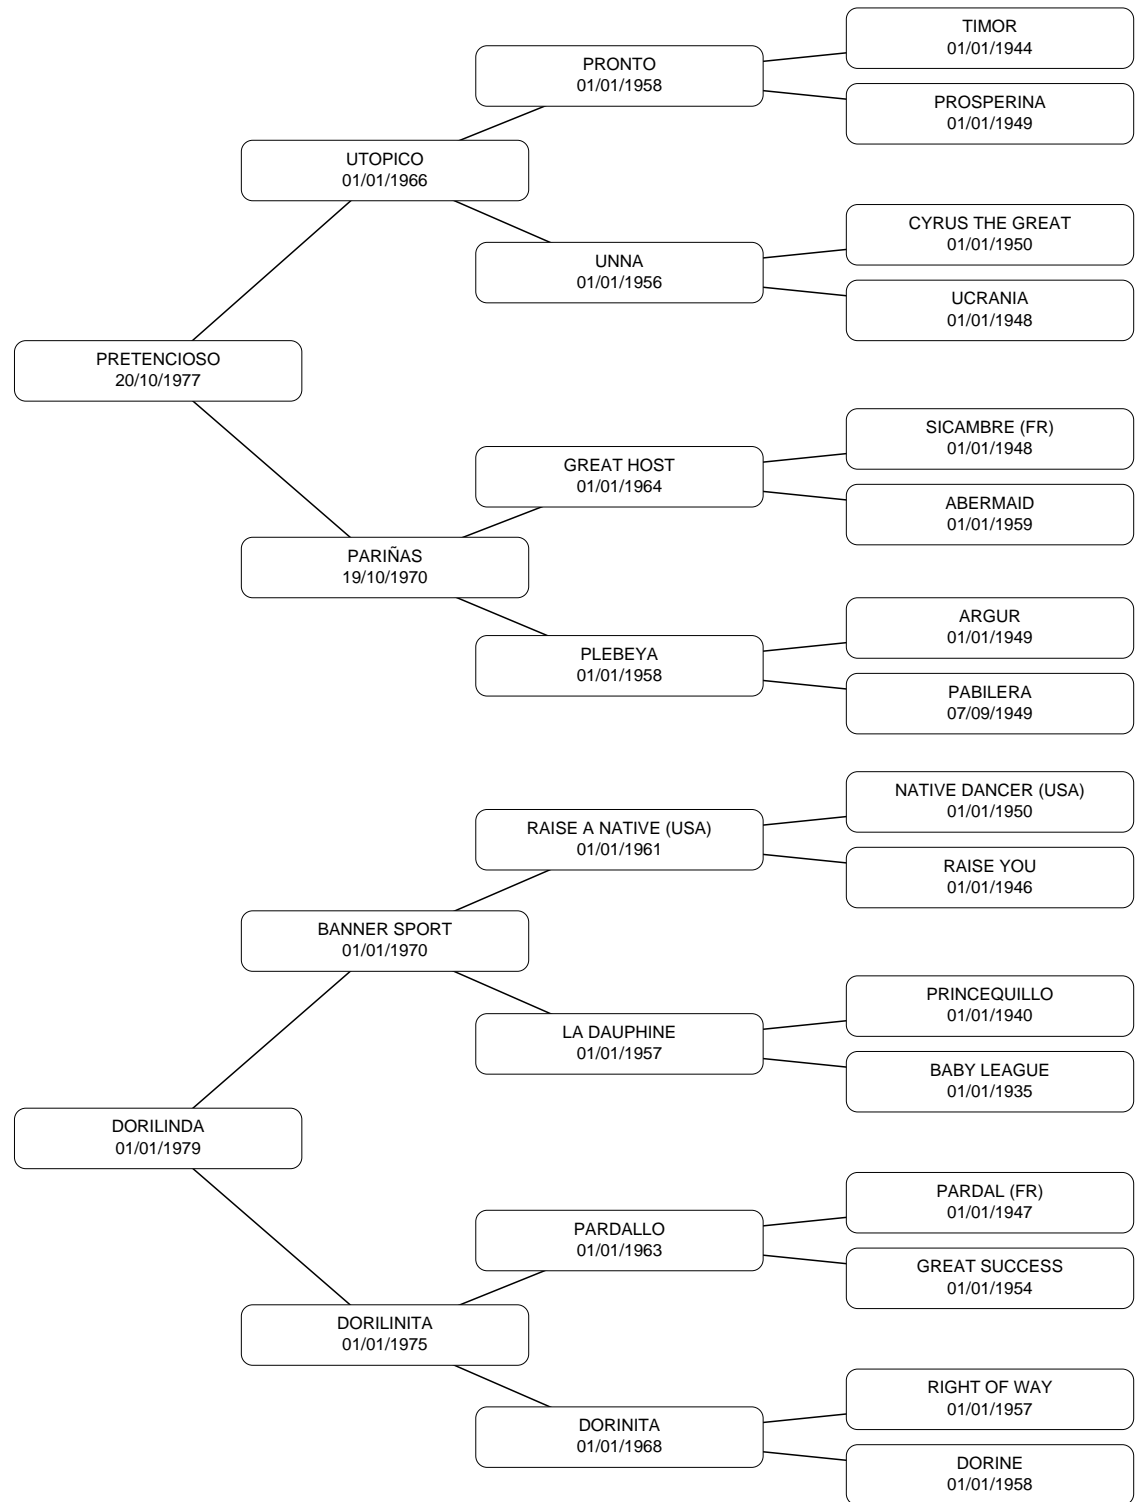 TIMOR
01/01/1944
PRONTO
01/01/1958
PROSPERINA
01/01/1949
UTOPICO
01/01/1966
CYRUS THE GREAT
01/01/1950
UNNA
01/01/1956
UCRANIA
01/01/1948
PRETENCIOSO
20/10/1977
SICAMBRE (FR)
01/01/1948
GREAT HOST
01/01/1964
ABERMAID
01/01/1959
PARIÑAS
19/10/1970
ARGUR
01/01/1949
PLEBEYA
01/01/1958
PABILERA
07/09/1949
NATIVE DANCER (USA)
01/01/1950
RAISE A NATIVE (USA)
01/01/1961
RAISE YOU
01/01/1946
BANNER SPORT
01/01/1970
PRINCEQUILLO
01/01/1940
LA DAUPHINE
01/01/1957
BABY LEAGUE
01/01/1935
DORILINDA
01/01/1979
PARDAL (FR)
01/01/1947
PARDALLO
01/01/1963
GREAT SUCCESS
01/01/1954
DORILINITA
01/01/1975
RIGHT OF WAY
01/01/1957
DORINITA
01/01/1968
DORINE
01/01/1958